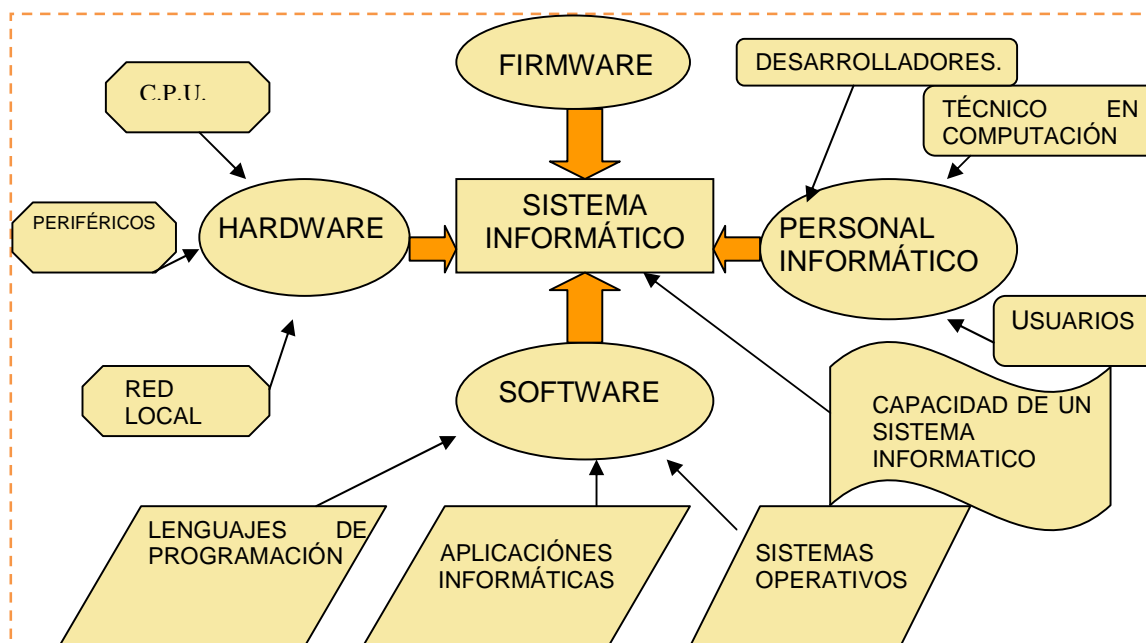 FIRMWARE
DESARROLLADORES.
C.P.U.
TÉCNICO EN
COMPUTACIÓN
PERIFÉRICOS
HARDWARE
SISTEMA
INFORMÁTICO
PERSONAL
INFORMÁTICO
USUARIOS
RED
LOCAL
SOFTWARE
CAPACIDAD DE UN
SISTEMA
INFORMATICO
LENGUAJES DE
PROGRAMACIÓN
APLICACIÓNES
INFORMÁTICAS
SISTEMAS
OPERATIVOS